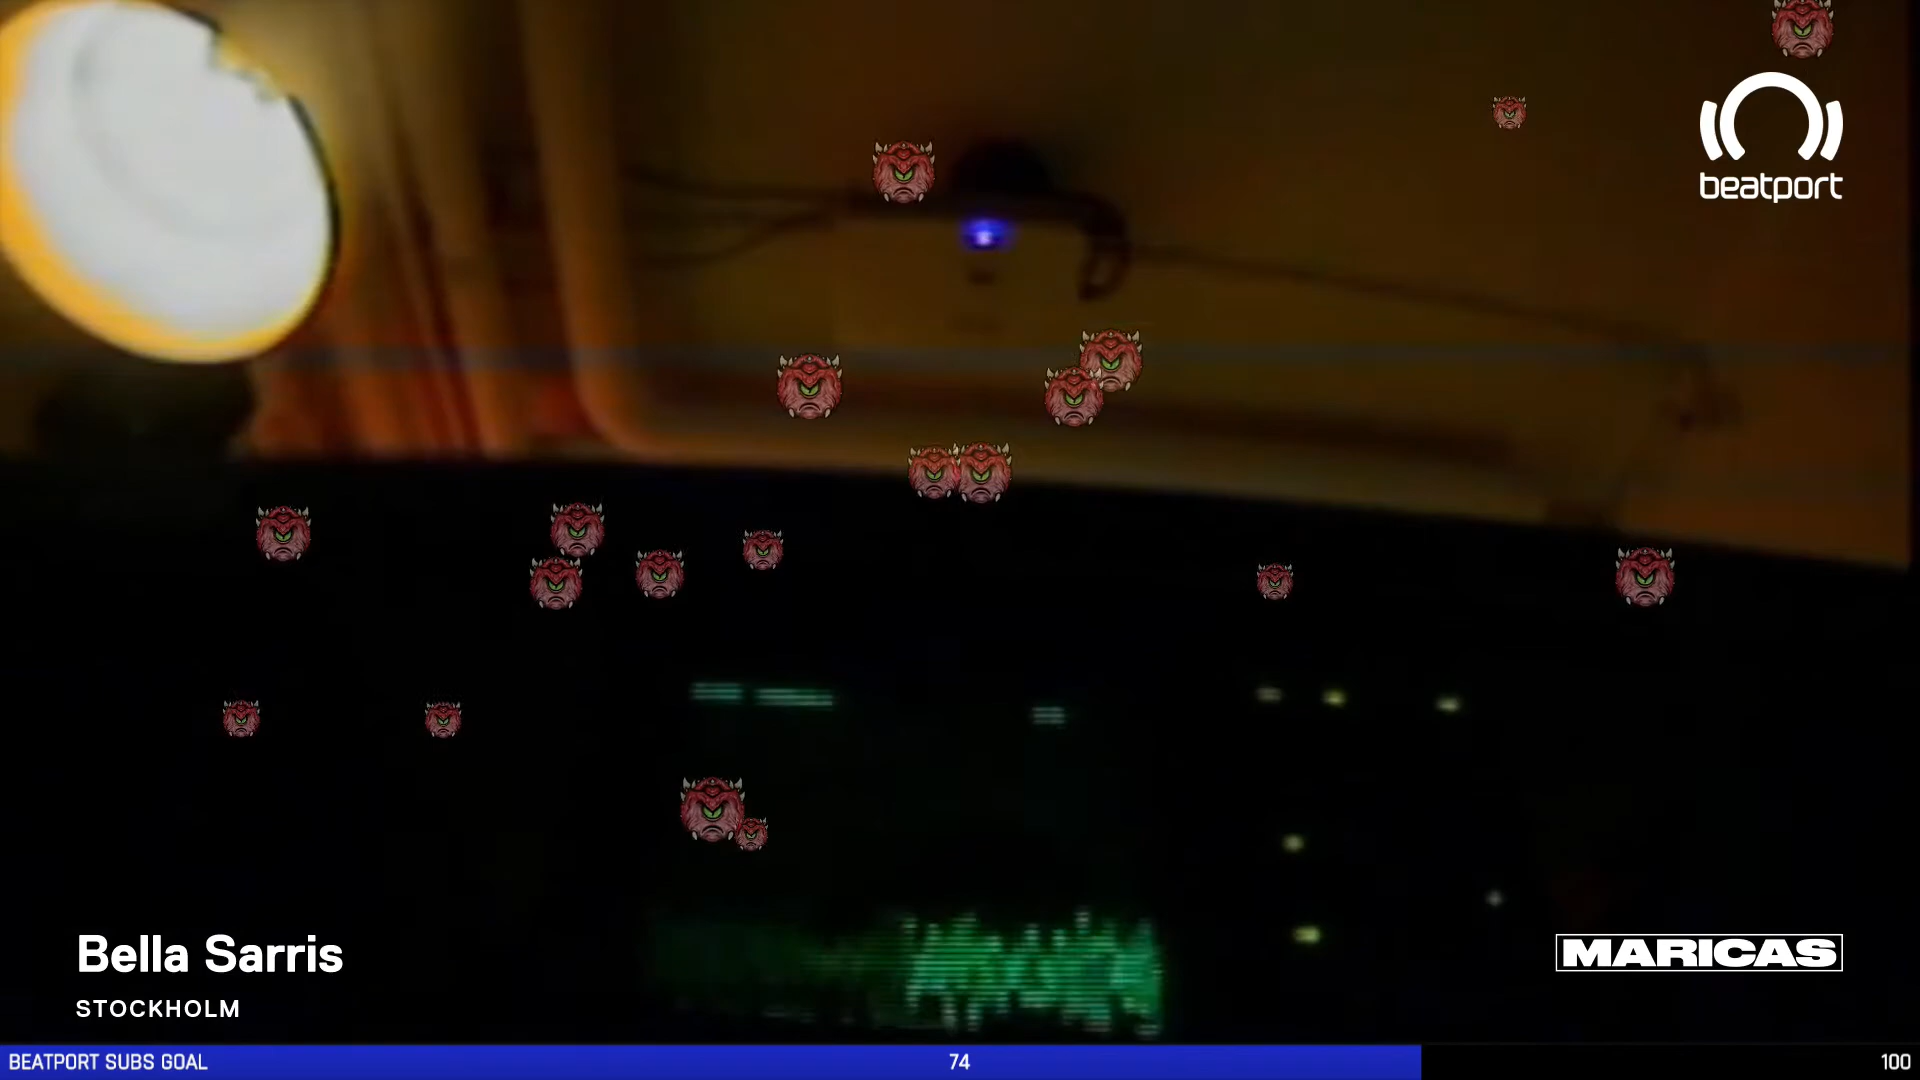 beatport
Bella Sarris
STOCKHOLM
MARICAS
BEATPORT SUBS GOAL 74 100